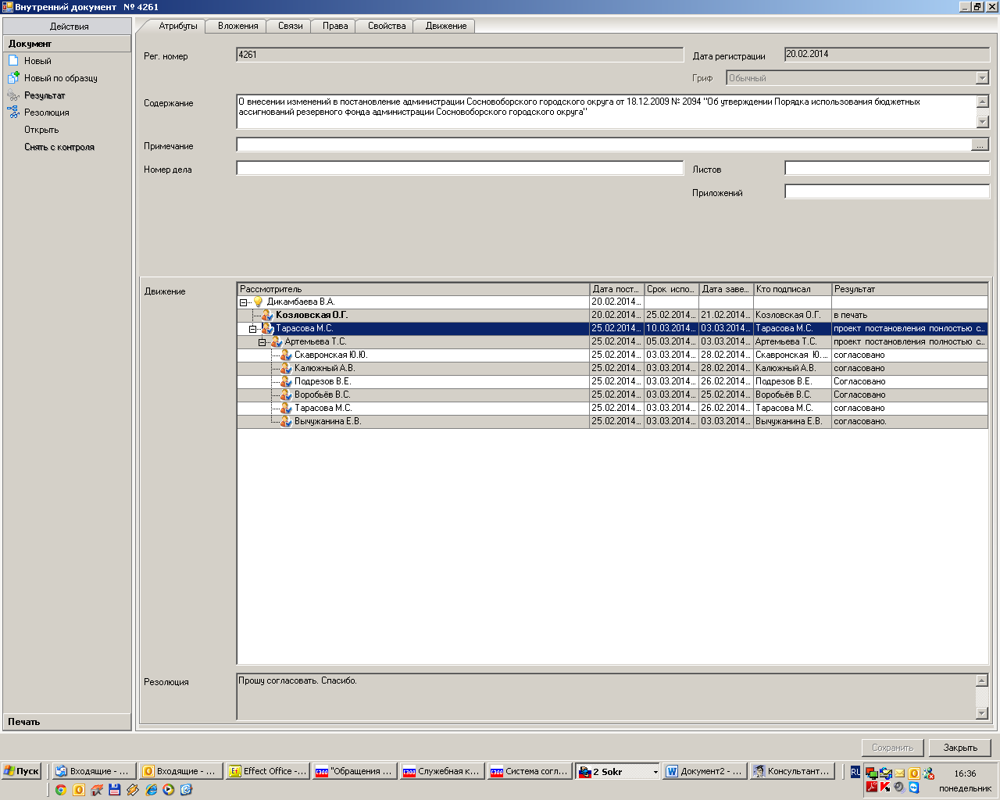 Внутренний документ № 4261
Действия
Документ
Новый
Новый по образцу
Результат
Резолюция
Открыть
Снять с контроля
Печать
Атрибуты Вложения Связи Права Свойства Движение
Рег. номер 4261 Дата регистрации 20.02.2014
Гриф Обычный
Содержание О внесении изменений в постановление администрации Сосновоборского городского округа от 18.12.2009 № 2094 "Об утверждении Порядка использования бюджетных
ассигнований резервного фонда администрации Сосновоборского городского округа"
Примечание ...
Номер дела Листов
Приложений
Движение
Рассмотритель Дата пост... Срок испо... Дата заве... Кто подписал Результат
Дикамбаева В.А. 20.02.2014...
Козловская О.Г. 20.02.2014... 25.02.2014... 21.02.2014... Козловская О.Г. в печать
Тарасова М.С. 25.02.2014... 10.03.2014... 03.03.2014... Тарасова М.С. проект постановления понлостью с...
Артемьева Т.С. 25.02.2014... 05.03.2014... 03.03.2014... Артемьева Т.С. проект постановления полностью с...
Скавронская Ю.Ю. 25.02.2014... 03.03.2014... 28.02.2014... Скавронская Ю.... согласовано
Калюжный А.В. 25.02.2014... 03.03.2014... 28.02.2014... Калюжный А.В. согласовано
Подрезов В.Е. 25.02.2014... 03.03.2014... 26.02.2014... Подрезов В.Е. Согласовано
Воробьёв В.С. 25.02.2014... 03.03.2014... 25.02.2014... Воробьёв В.С. Согласовано
Тарасова М.С. 25.02.2014... 03.03.2014... 26.02.2014... Тарасова М.С. согласовано
Вычужанина Е.В. 25.02.2014... 03.03.2014... 03.03.2014... Вычужанина Е.В. согласовано.
Резолюция Прошу согласовать. Спасибо.
Сохранить Закрыть
Пуск Входящие - ... Входящие - ... Effect Office -... "Обращения ... Служебная к... Система согл... 2 Sokr Документ2 - ... Консультант... RU 16:36
понедельник